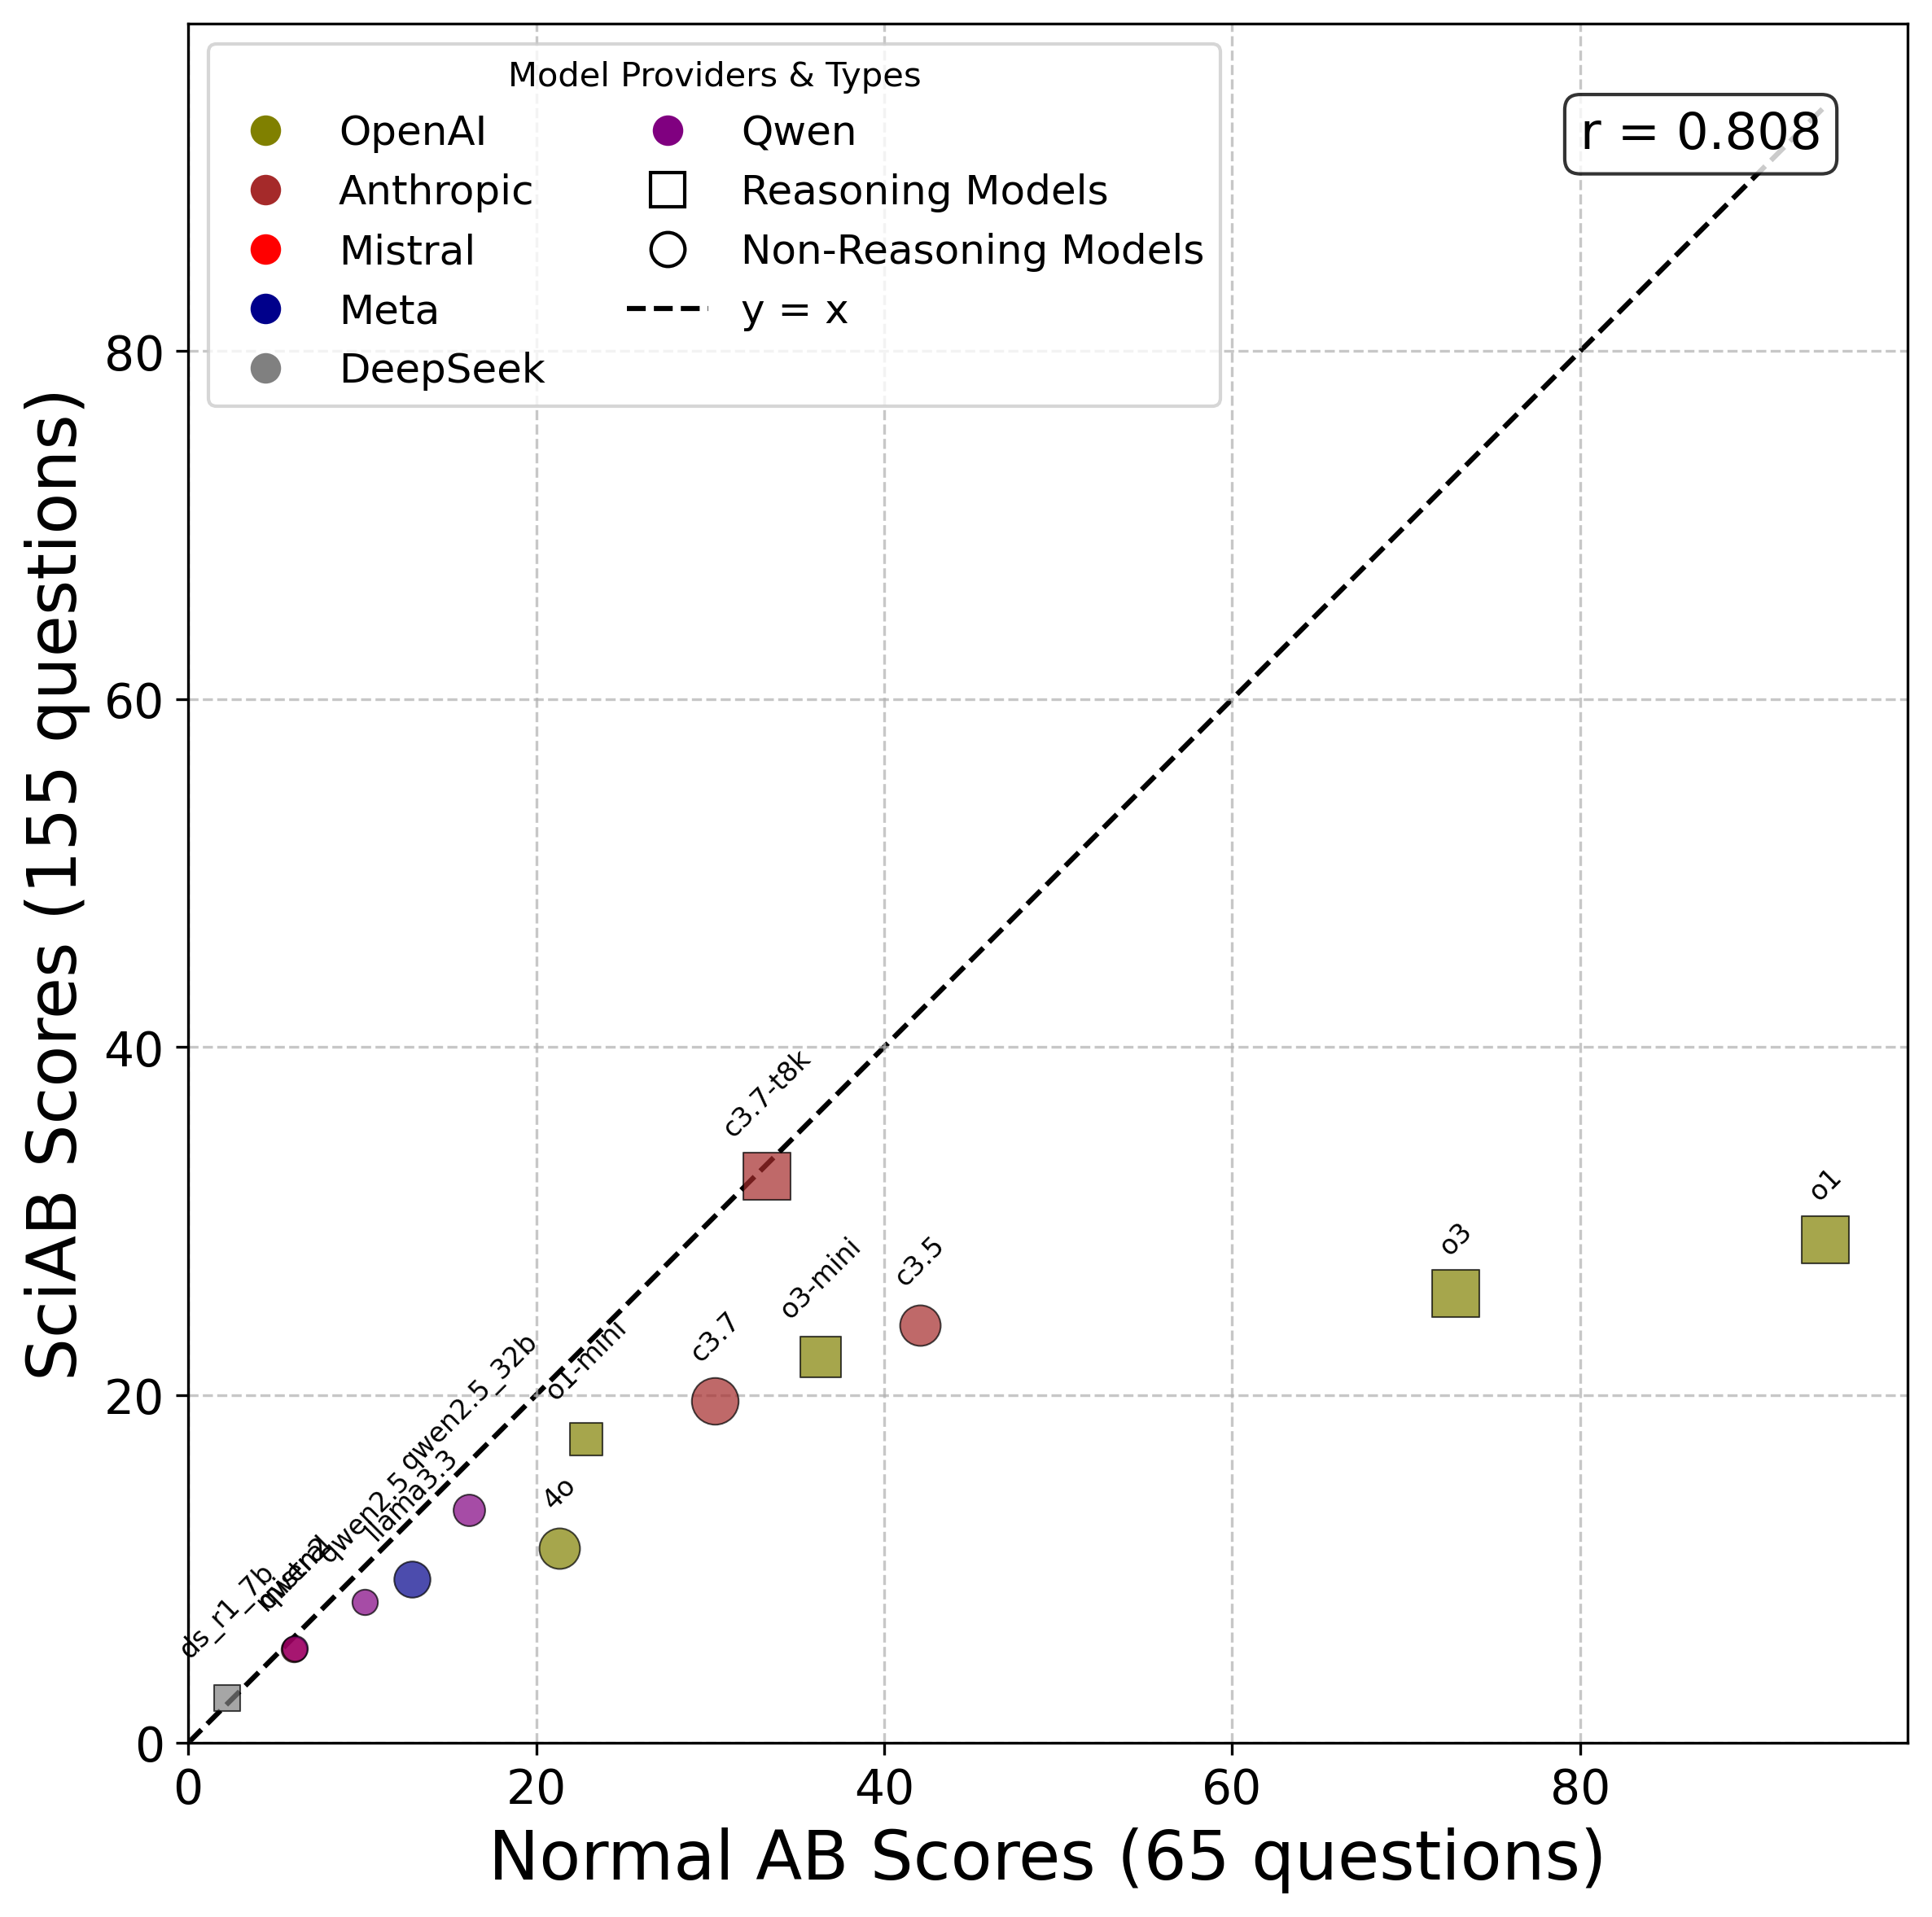 Model Providers & Types
OpenAI
Anthropic
Mistral
Meta
DeepSeek
Qwen
Reasoning Models
Non-Reasoning Models
y = x
r = 0.808
SciAB Scores (155 questions)
80
60
40
20
0
0
20
40
60
80
Normal AB Scores (65 questions)
c3.7-t8k
o1
o3
c3.5
o3-mini
c3.7
o1-mini
qwen2.5_32b
4o
llama3.3
qwen2.5
ds_r1_7b